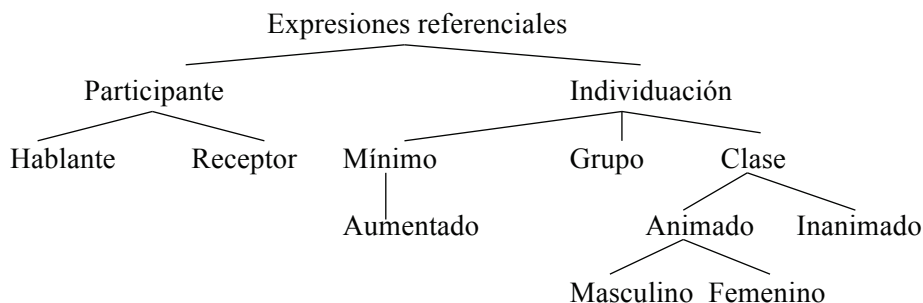 Expresiones referenciales
Participante Individuación
Hablante Receptor Mínimo Grupo Clase
Aumentado Animado Inanimado
Masculino Femenino